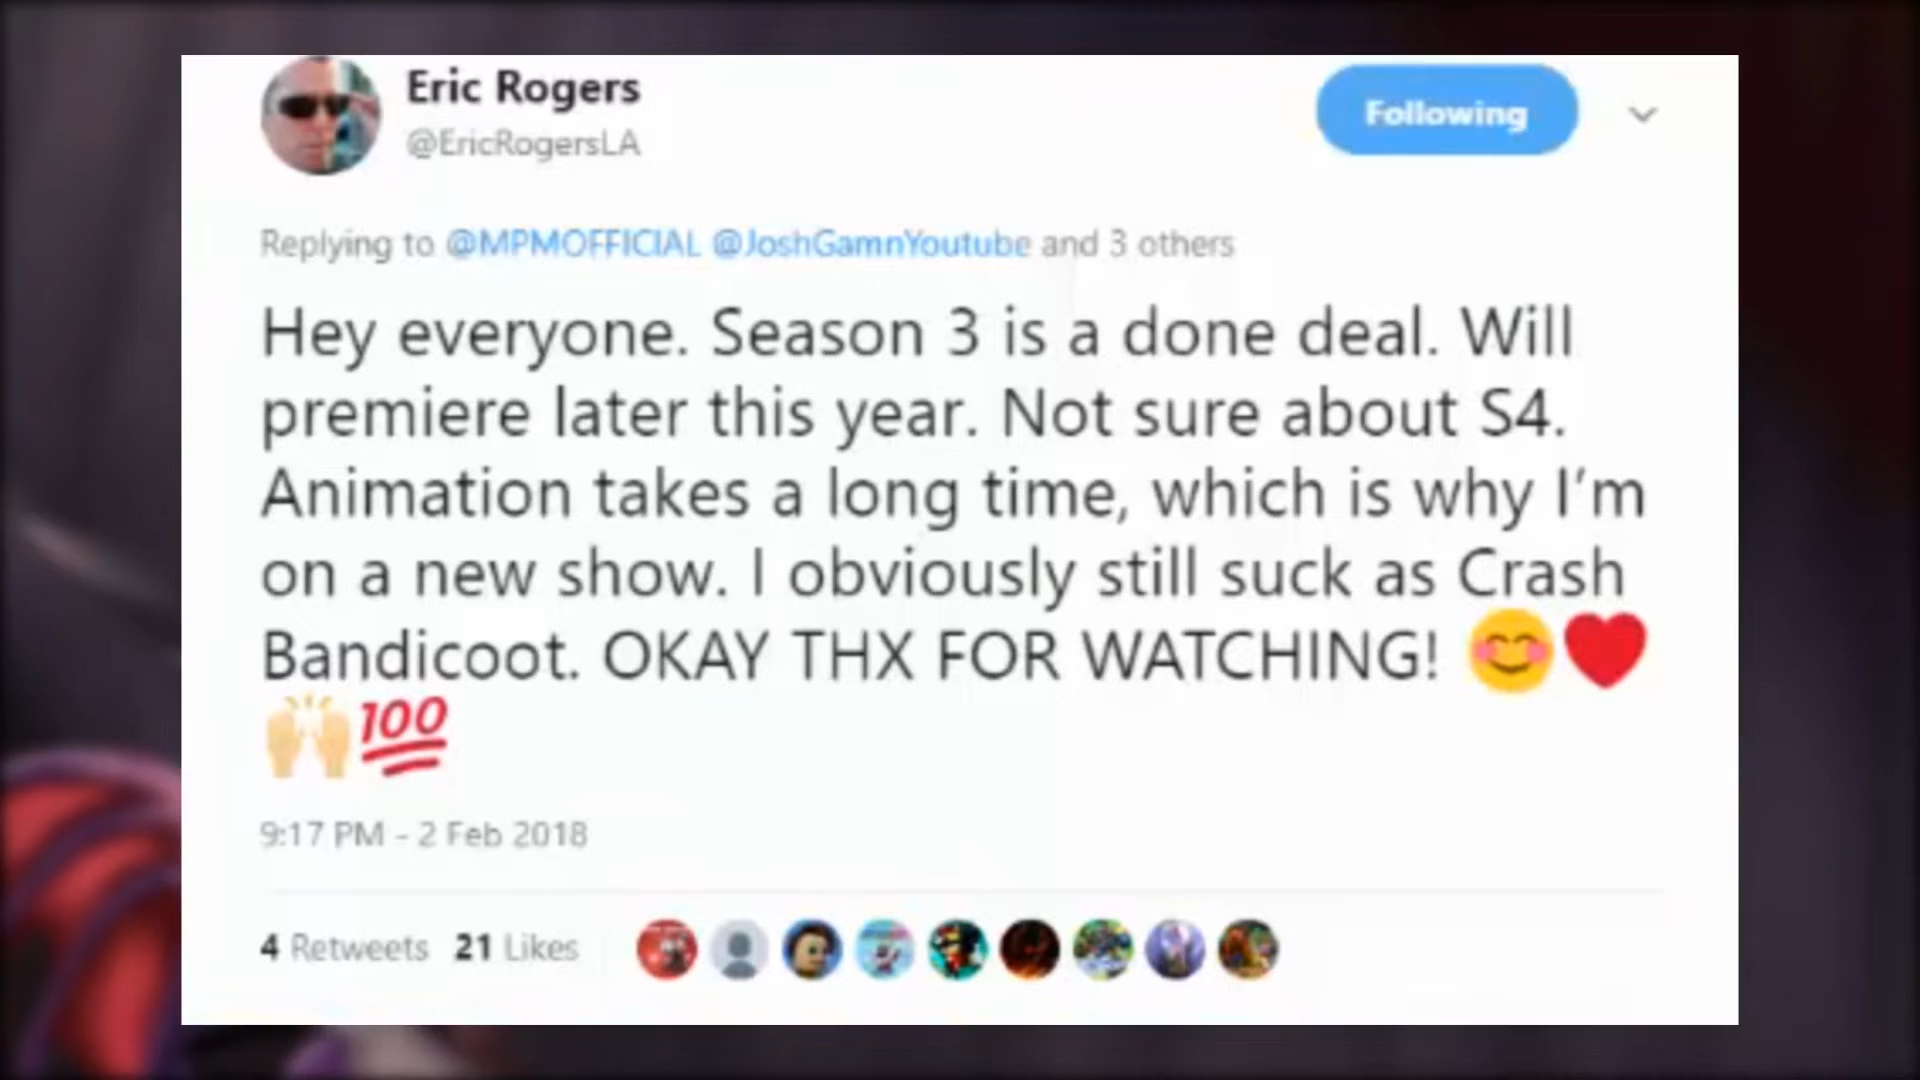 Eric Rogers
@EricRogersLA
Following
Replying to @MPMOFFICIAL @JoshGamnYoutube and 3 others
Hey everyone. Season 3 is a done deal. Will
premiere later this year. Not sure about S4.
Animation takes a long time, which is why I'm
on a new show. I obviously still suck as Crash
Bandicoot. OKAY THX FOR WATCHING! 😊❤️
🙌🏼💯
9:17 PM - 2 Feb 2018
4 Retweets 21 Likes